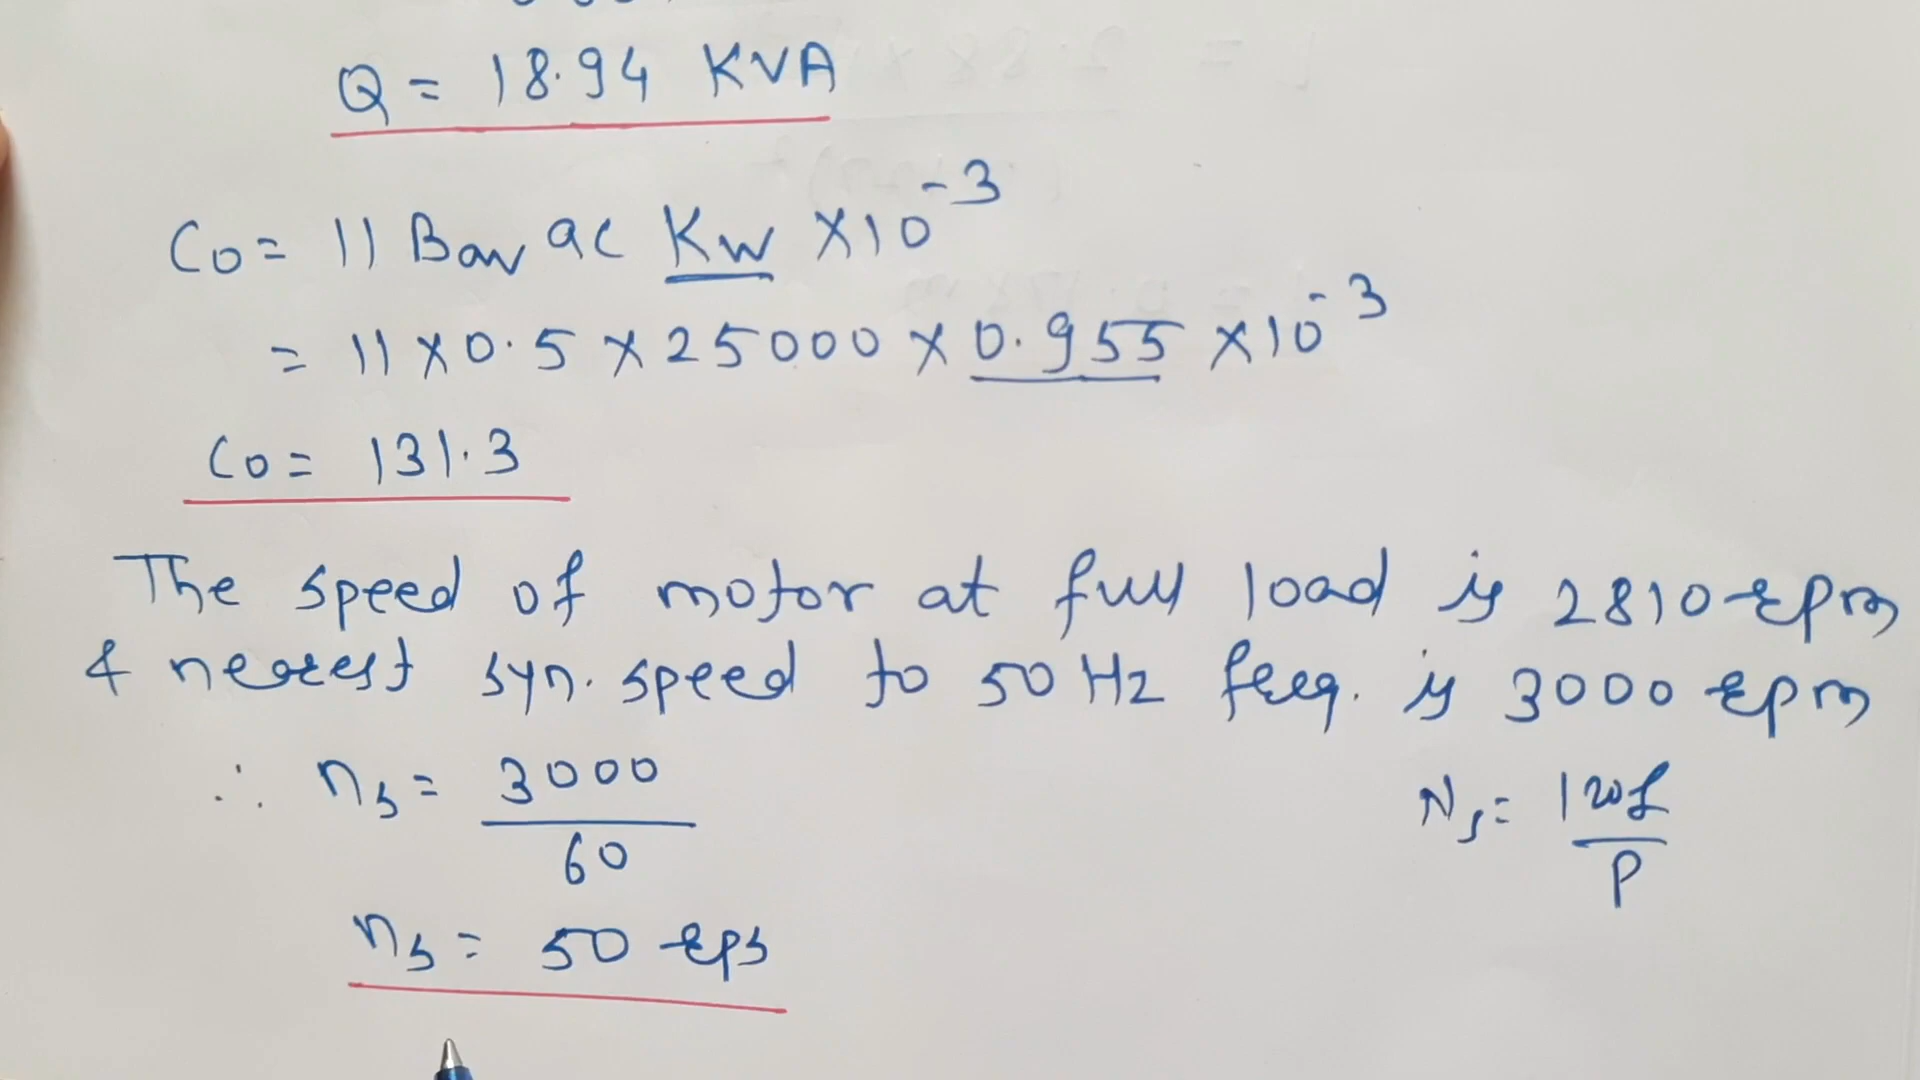 Q = 18.94 KVA
Co = 11 Bav ac Kw × 10^-3
= 11 × 0.5 × 25000 × 0.955 × 10^-3
Co = 131.3
The speed of motor at full load is 2810 rpm
& nearest syn. speed to 50 Hz freq. is 3000 rpm
∴ ns = 3000/60
Ns = 120f/P
ns = 50 rps